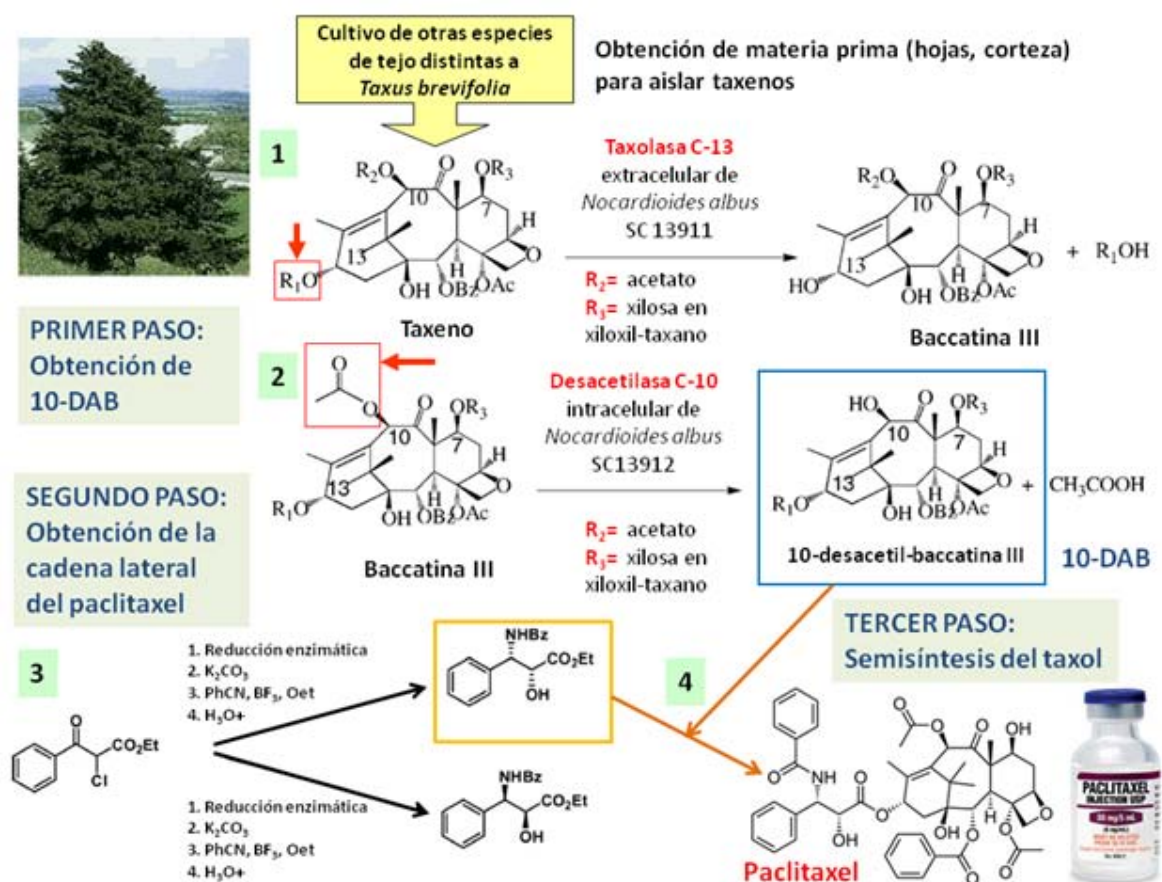 Cultivo de otras especies
de tejo distintas a
Taxus brevifolia
Obtención de materia prima (hojas, corteza)
para aislar taxenos
1
R₂O
O
OR₃
10
7
H
13
R₁O
OH
H
OBz
OAc
O
Taxeno
Taxolasa C-13
extracelular de
Nocardioides albus
SC 13911
R₂= acetato
R₃= xilosa en
xiloxil-taxano
R₂O
O
OR₃
10
7
H
13
HO
OH
H
OBz
OAc
O
+ R₁OH
Baccatina III
PRIMER PASO:
Obtención de
10-DAB
2
O
O
O
OR₃
10
7
H
13
R₁O
OH
H
OBz
OAc
O
Baccatina III
Desacetilasa C-10
intracelular de
Nocardioides albus
SC13912
R₂= acetato
R₃= xilosa en
xiloxil-taxano
HO
O
OR₃
10
7
H
13
R₁O
OH
H
OBz
OAc
O
+ CH₃COOH
10-desacetil-baccatina III
10-DAB
SEGUNDO PASO:
Obtención de la
cadena lateral
del paclitaxel
TERCER PASO:
Semisíntesis del taxol
3
1. Reducción enzimática
2. K₂CO₃
3. PhCN, BF₃, Oet
4. H₃O+
O
CO₂Et
Cl
NHBz
CO₂Et
OH
1. Reducción enzimática
2. K₂CO₃
3. PhCN, BF₃, Oet
4. H₃O+
NHBz
CO₂Et
OH
4
O
O
O
OH
O
NH
O
O
OH
HO
H
O
O
O
O
O
Paclitaxel
PACLITAXEL
INJECTION USP